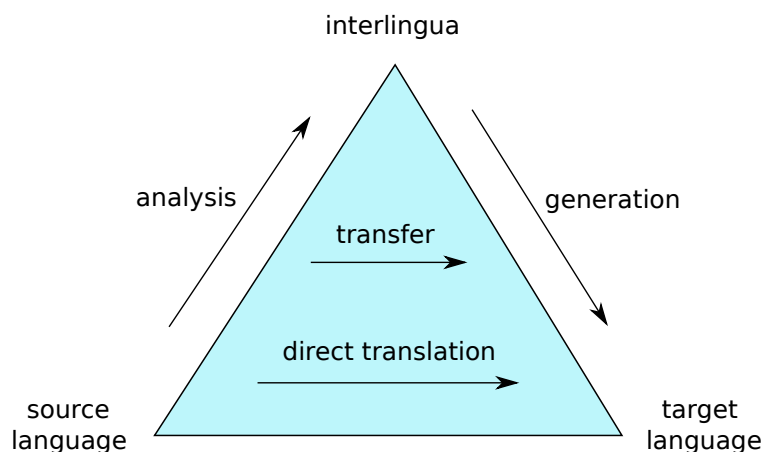 interlingua
analysis
generation
transfer
direct translation
source
language
target
language